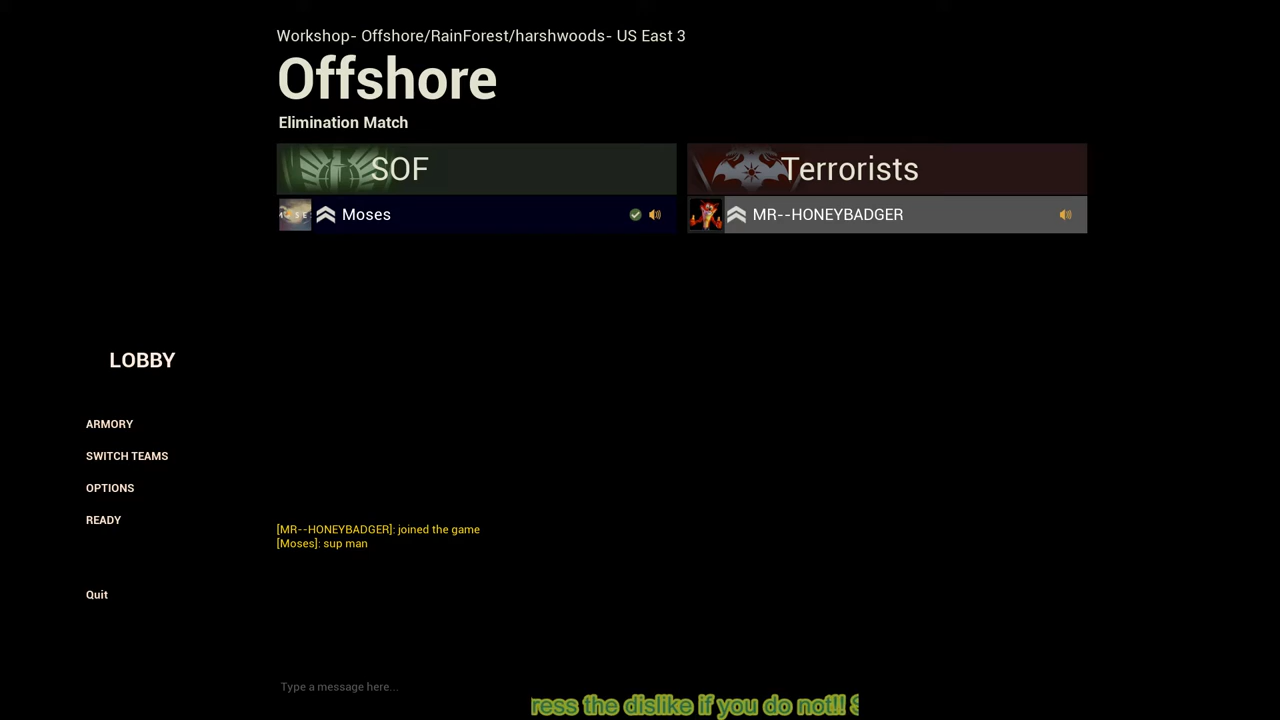 Workshop- Offshore/RainForest/harshwoods- US East 3
Offshore
Elimination Match
SOF
Terrorists
Moses
MR--HONEYBADGER
LOBBY
ARMORY
SWITCH TEAMS
OPTIONS
READY
[MR--HONEYBADGER]: joined the game
[Moses]: sup man
Quit
Type a message here...
ress the dislike if you do not!! S